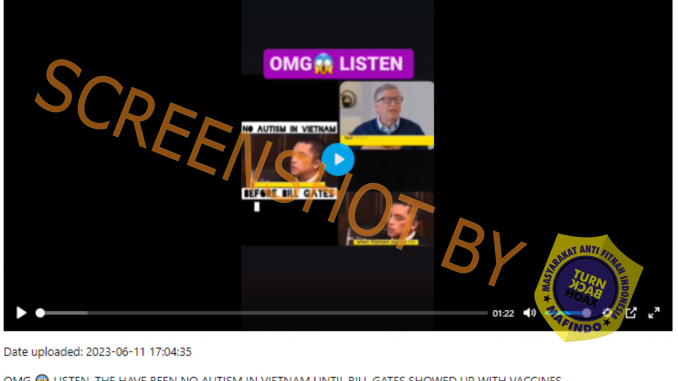 OMG😱 LISTEN
NO AUTISM IN VIETNAM
BEFORE BILL GATES
when Vietnam
SCREENSHOT BY
MASYARAKAT ANTI FITNAH INDONESIA
TURN
BACK
HOAX
MAFINDO
01:22
Date uploaded: 2023-06-11 17:04:35
OMG 😱 LISTEN. THE HAVE BEEN NO AUTISM IN VIETNAM UNTIL BILL GATES SHOWED UP WITH VACCINES